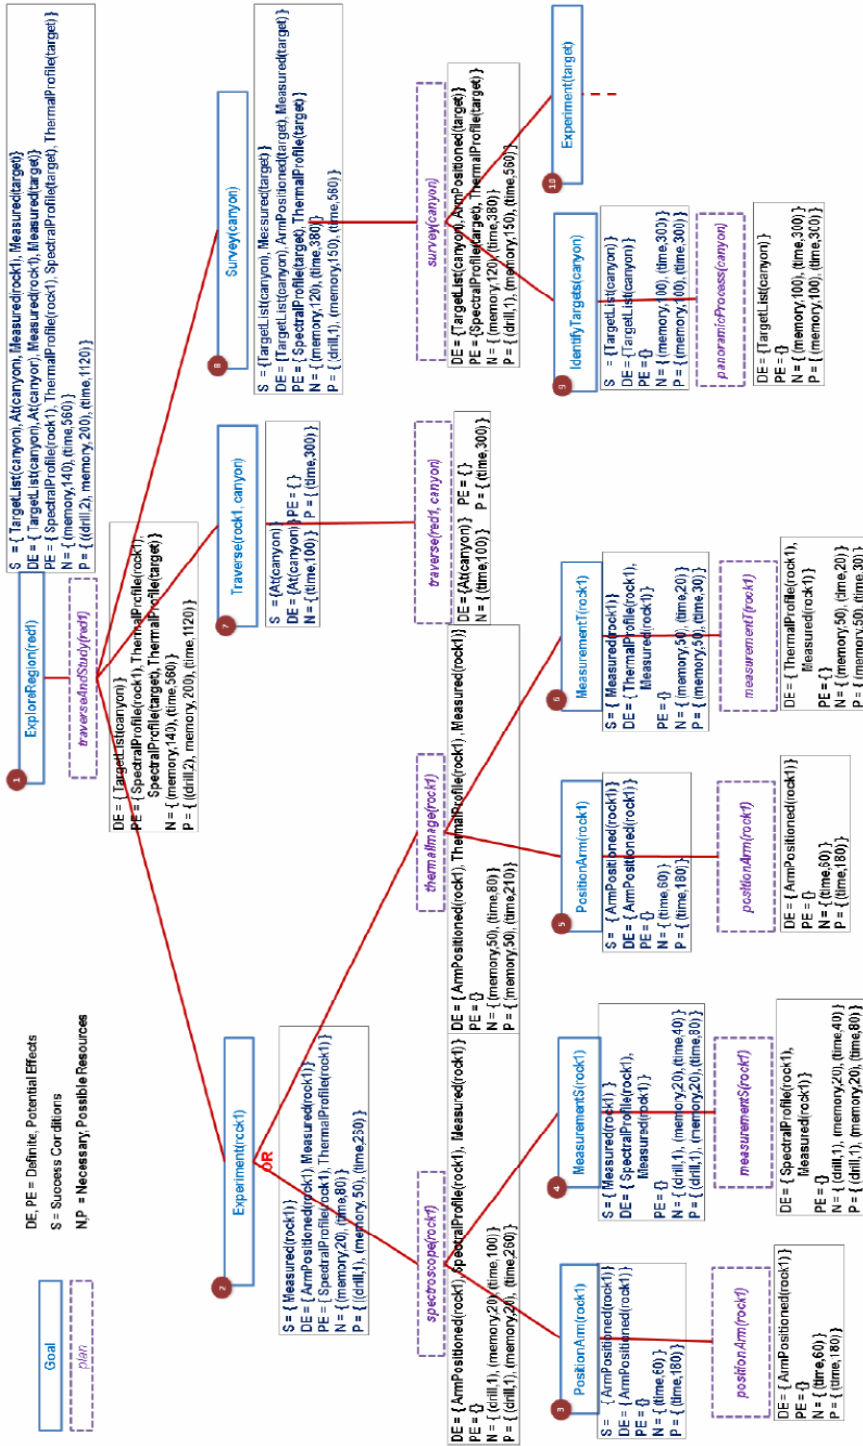 Goal
plan
DE, PE = Definite, Potential Effects
S = Success Conditions
N,P = Necessary, Possible Resources
1
ExploreRegion(red1)
S = { TargetList(canyon), At(canyon), Measured(rock1), Measured(target)}
DE = { TargetList(canyon), At(canyon), Measured(rock1), Measured(target)}
PE = { SpectralProfile(rock1), ThermalProfile(rock1), SpectralProfile(target), ThermalProfile(target)}
N = { (memory,140), (time,560)}
P = { ((drill,2), memory,200), (time,1120)}
traverseAndStudy(red1)
DE = { TargetList(canyon)}
PE = { SpectralProfile(rock1), ThermalProfile(rock1),
SpectralProfile(target), ThermalProfile(target)}
N = { (memory,140), (time,560)}
P = { ((drill,2), memory,200), (time,1120)}
2
Experiment(rock1)
OR
S = { Measured(rock1)}
DE = { ArmPositioned(rock1), Measured(rock1)}
PE = { SpectralProfile(rock1), ThermalProfile(rock1)}
N = { (memory,20), (time,80)}
P = { ((drill,1), (memory,50), (time,260)}
7
Traverse(rock1, canyon)
S = {At(canyon)}
DE = {At(canyon)} PE = { }
N = { (time,100)} P = { (time,300)}
8
Survey(canyon)
S = {TargetList(canyon), Measured(target)}
DE = {TargetList(canyon), ArmPositioned(target), Measured(target)}
PE = { SpectralProfile(target), ThermalProfile(target)}
N = { (memory,120), (time,360)}
P = { (drill,1), (memory,150), (time,560)}
spectroscope(rock1)
DE = { ArmPositioned(rock1), SpectralProfile(rock1), Measured(rock1)}
PE = {}
N = { (drill,1), (memory,20), (time,100)}
P = { (drill,1), (memory,20), (time,260)}
thermalImage(rock1)
DE = { ArmPositioned(rock1), ThermalProfile(rock1), Measured(rock1)}
PE = {}
N = { (memory,50), (time,80)}
P = { (memory,50), (time,210)}
traverse(red1, canyon)
DE = {At(canyon)} PE = { }
N = { (time,100)} P = { (time,300)}
survey(canyon)
DE = {TargetList(canyon), ArmPositioned(target)}
PE = {SpectralProfile(target), ThermalProfile(target)}
N = { (memory,120), (time,360)}
P = { (drill,1), (memory,150), (time,560)}
3
PositionArm(rock1)
S = { ArmPositioned(rock1)}
DE = { ArmPositioned(rock1)}
PE = {}
N = { (time,60)}
P = { (time,180)}
4
MeasurementS(rock1)
S = { Measured(rock1) }
DE = { SpectralProfile(rock1),
Measured(rock1) }
PE = {}
N = { (drill,1), (memory,20), (time,40)}
P = { (drill,1), (memory,20), (time,80)}
5
PositionArm(rock1)
S = { ArmPositioned(rock1)}
DE = { ArmPositioned(rock1)}
PE = {}
N = { (time,60)}
P = { (time,180)}
6
MeasurementT(rock1)
S = { Measured(rock1)}
DE = { ThermalProfile(rock1),
Measured(rock1)}
PE = {}
N = { (memory,50), (time,20)}
P = { (memory,50), (time,30)}
9
IdentifyTargets(canyon)
S = {TargetList(canyon)}
DE = {TargetList(canyon)}
PE = {}
N = { (memory,100), (time,300)}
P = { (memory,100), (time,300)}
10
Experiment(target)
positionArm(rock1)
DE = { ArmPositioned(rock1)}
PE = {}
N = { (time,60)}
P = { (time,180)}
measurementS(rock1)
DE = { SpectralProfile(rock1),
Measured(rock1)}
PE = {}
N = { (drill,1), (memory,20), (time,40)}
P = { (drill,1), (memory,20), (time,80)}
positionArm(rock1)
DE = { ArmPositioned(rock1)}
PE = {}
N = { (time,60)}
P = { (time,180)}
measurementT(rock1)
DE = { ThermalProfile(rock1),
Measured(rock1)}
PE = {}
N = { (memory,50), (time,20)}
P = { (memory,50), (time,30)}
panoramicProcess(canyon)
DE = {TargetList(canyon)}
PE = {}
N = { (memory,100), (time,300)}
P = { (memory,100), (time,300)}